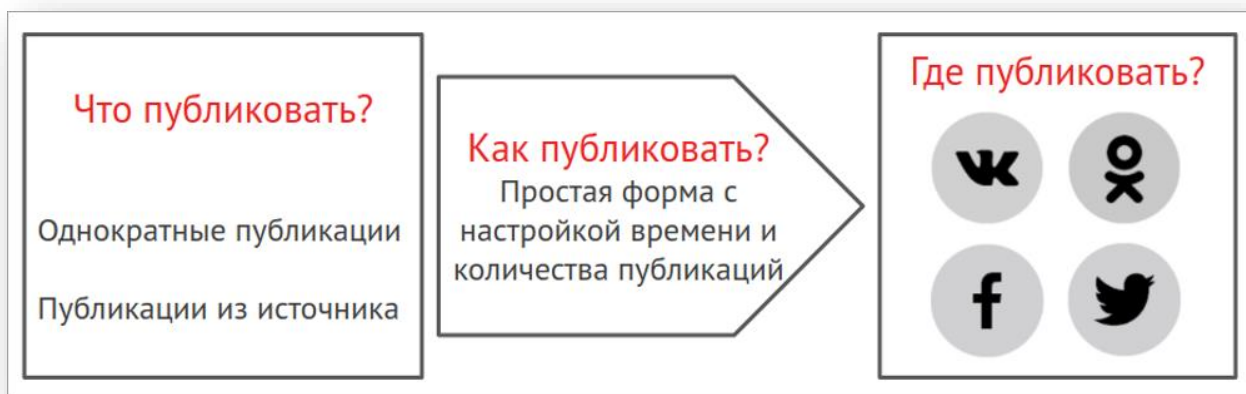 Что публиковать?
Однократные публикации
Публикации из источника
Как публиковать?
Простая форма с
настройкой времени и
количества публикаций
Где публиковать?